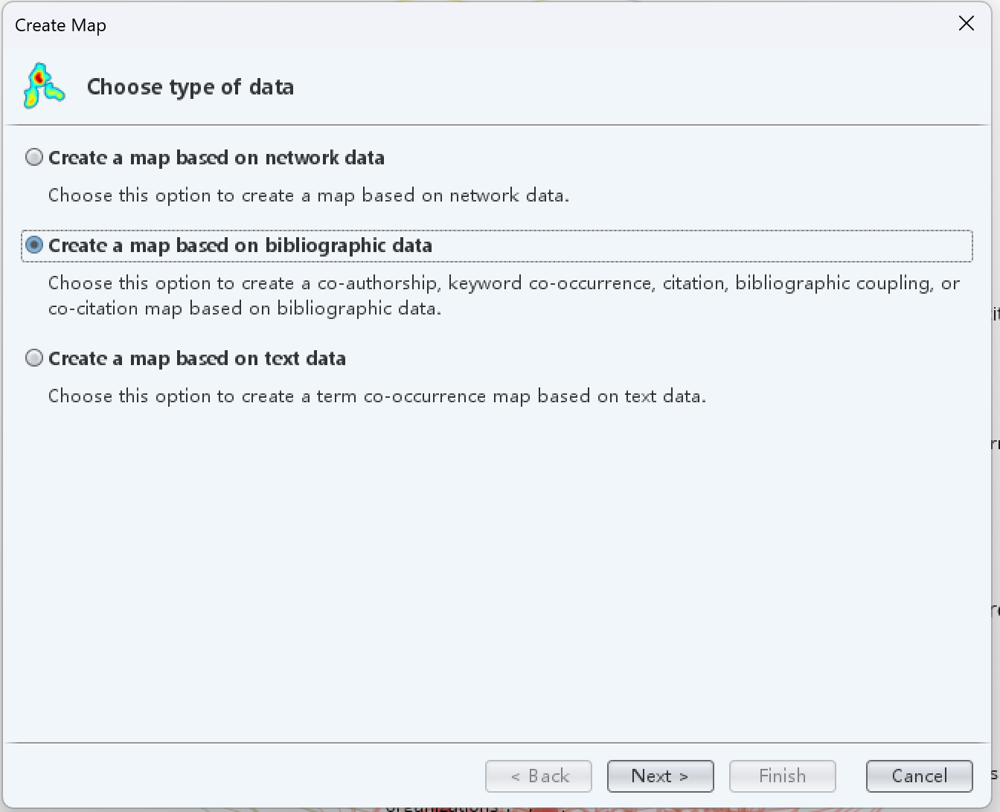 Create Map
Choose type of data
Create a map based on network data
Choose this option to create a map based on network data.
Create a map based on bibliographic data
Choose this option to create a co-authorship, keyword co-occurrence, citation, bibliographic coupling, or
co-citation map based on bibliographic data.
Create a map based on text data
Choose this option to create a term co-occurrence map based on text data.
< Back
Next >
Finish
Cancel